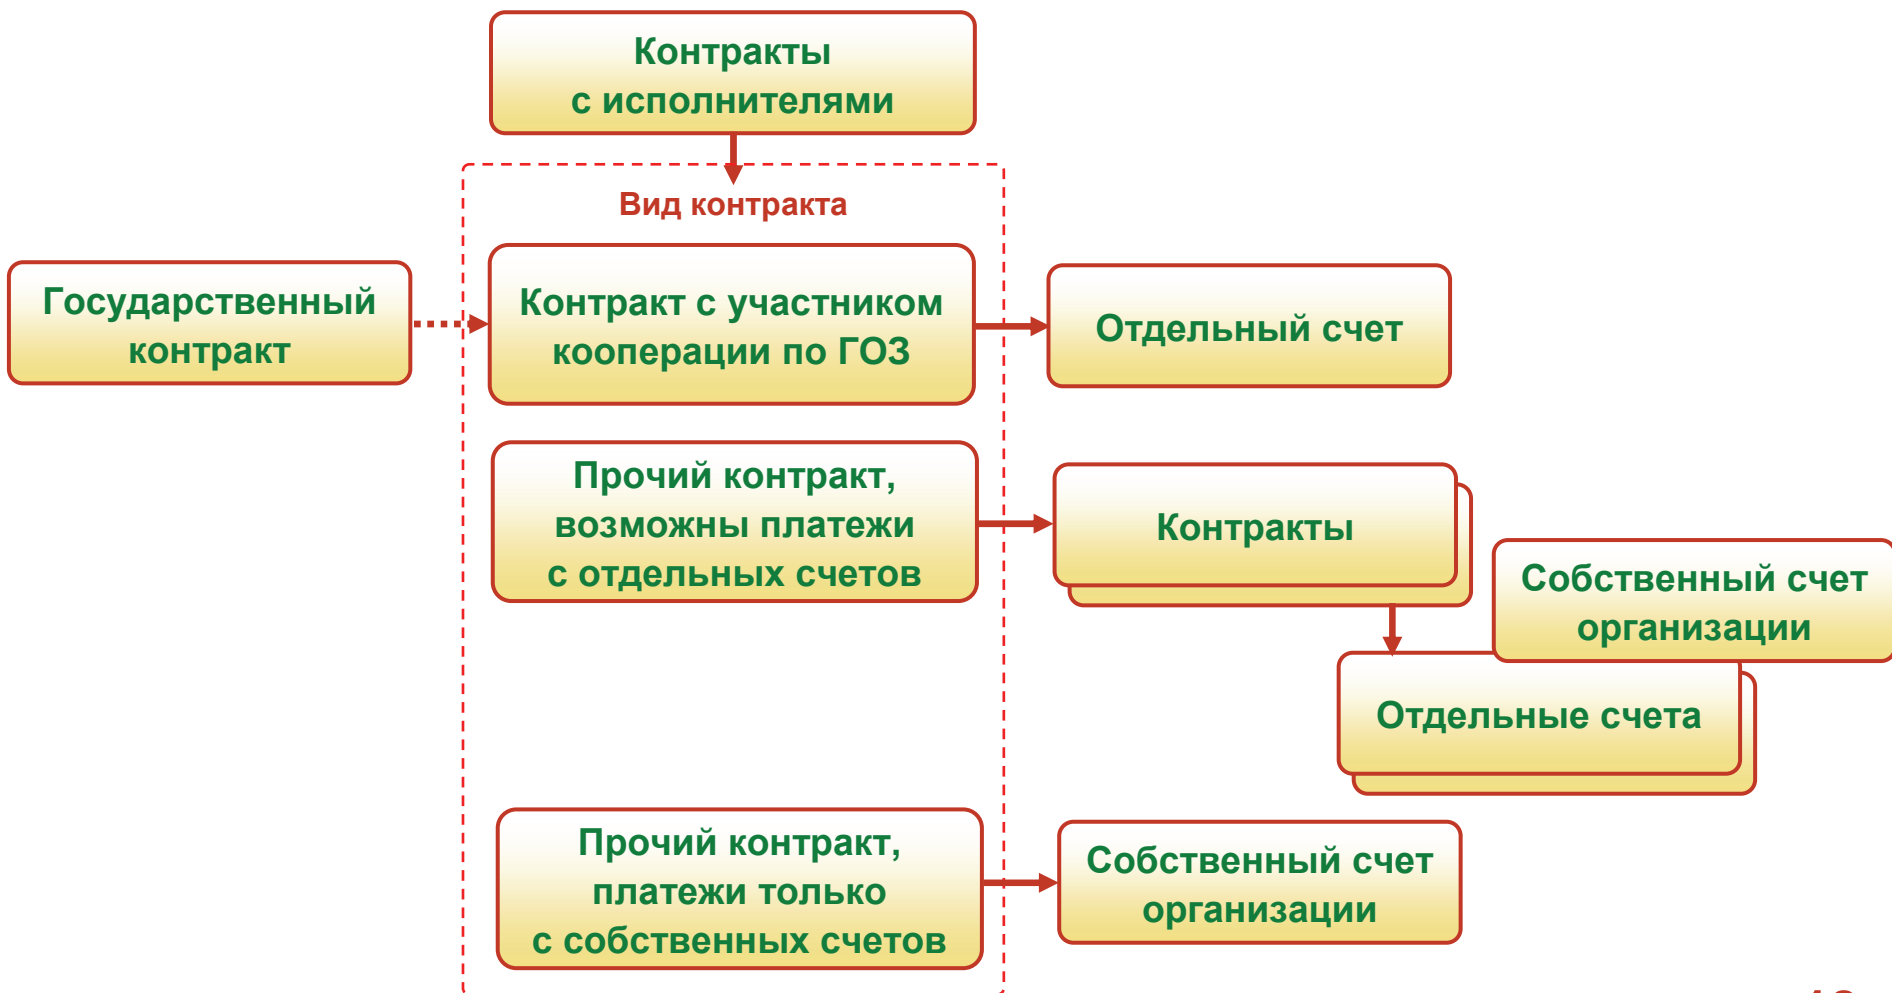 Контракты
с исполнителями
Вид контракта
Государственный
контракт
Контракт с участником
кооперации по ГОЗ
Отдельный счет
Прочий контракт,
возможны платежи
с отдельных счетов
Контракты
Собственный счет
организации
Отдельные счета
Прочий контракт,
платежи только
с собственных счетов
Собственный счет
организации